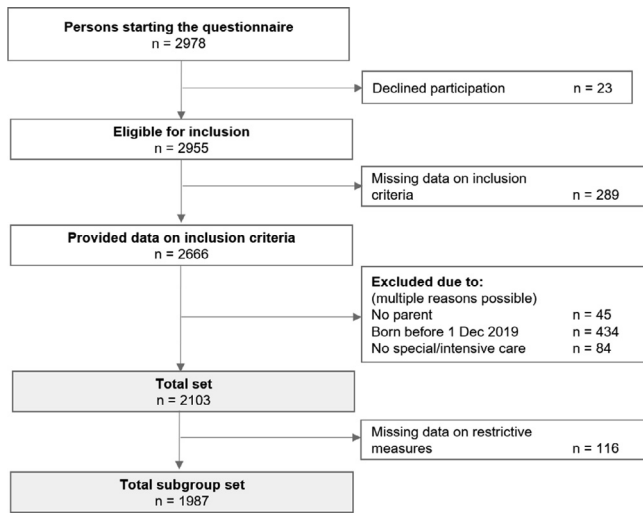 Persons starting the questionnaire
n = 2978
Declined participation n = 23
Eligible for inclusion
n = 2955
Missing data on inclusion
criteria n = 289
Provided data on inclusion criteria
n = 2666
Excluded due to:
(multiple reasons possible)
No parent n = 45
Born before 1 Dec 2019 n = 434
No special/intensive care n = 84
Total set
n = 2103
Missing data on restrictive
measures n = 116
Total subgroup set
n = 1987